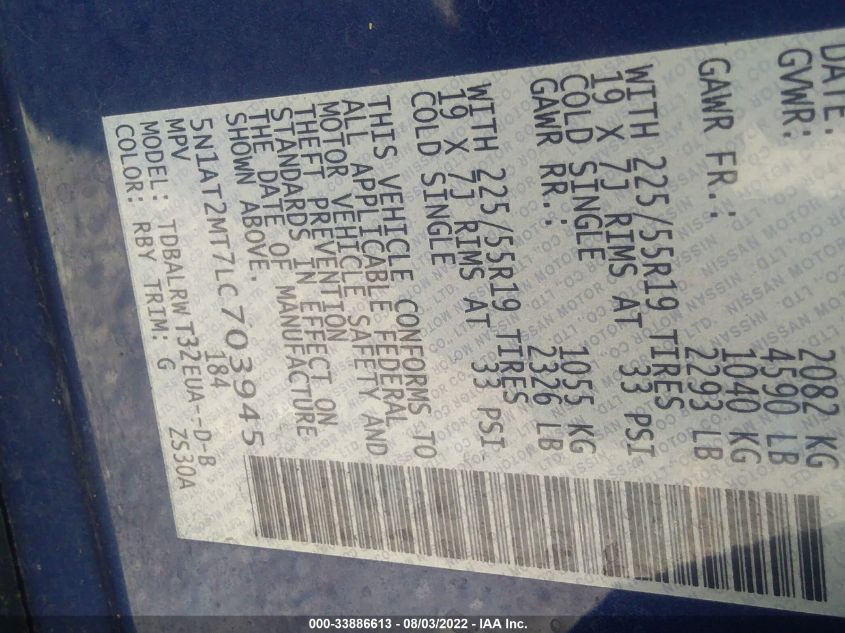 DATE:
GVWR: 2082 KG
4590 LB
GAWR FR.: 1040 KG
2293 LB
WITH 225/55R19 TIRES
19 X 7J RIMS AT 33 PSI
COLD SINGLE
GAWR RR.: 1055 KG
2326 LB
WITH 225/55R19 TIRES
19 X 7J RIMS AT 33 PSI
COLD SINGLE
THIS VEHICLE CONFORMS TO
ALL APPLICABLE FEDERAL
MOTOR VEHICLE SAFETY AND
THEFT PREVENTION
STANDARDS IN EFFECT ON
THE DATE OF MANUFACTURE
SHOWN ABOVE.
5N1AT2MT7LC703945
MPV 184
MODEL: TDBALRW T32EUA--D-B
COLOR: RBY TRIM: G ZS30A
000-33886613 - 08/03/2022 - IAA Inc.